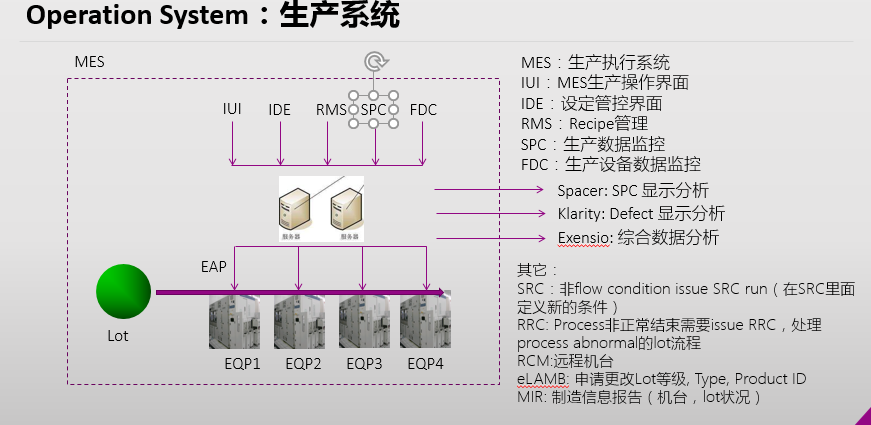 Operation System：生产系统
MES
IUI
IDE
RMS
SPC
FDC
服务器
服务器
EAP
Lot
EQP1
EQP2
EQP3
EQP4
MES：生产执行系统
IUI：MES生产操作界面
IDE：设定管控界面
RMS：Recipe管理
SPC：生产数据监控
FDC：生产设备数据监控
Spacer: SPC 显示分析
Klarity: Defect 显示分析
Exensio: 综合数据分析
其它：
SRC：非flow condition issue SRC run（在SRC里面
定义新的条件）
RRC: Process非正常结束需要issue RRC，处理
process abnormal的lot流程
RCM:远程机台
eLAMB: 申请更改Lot等级, Type, Product ID
MIR: 制造信息报告（机台，lot状况）